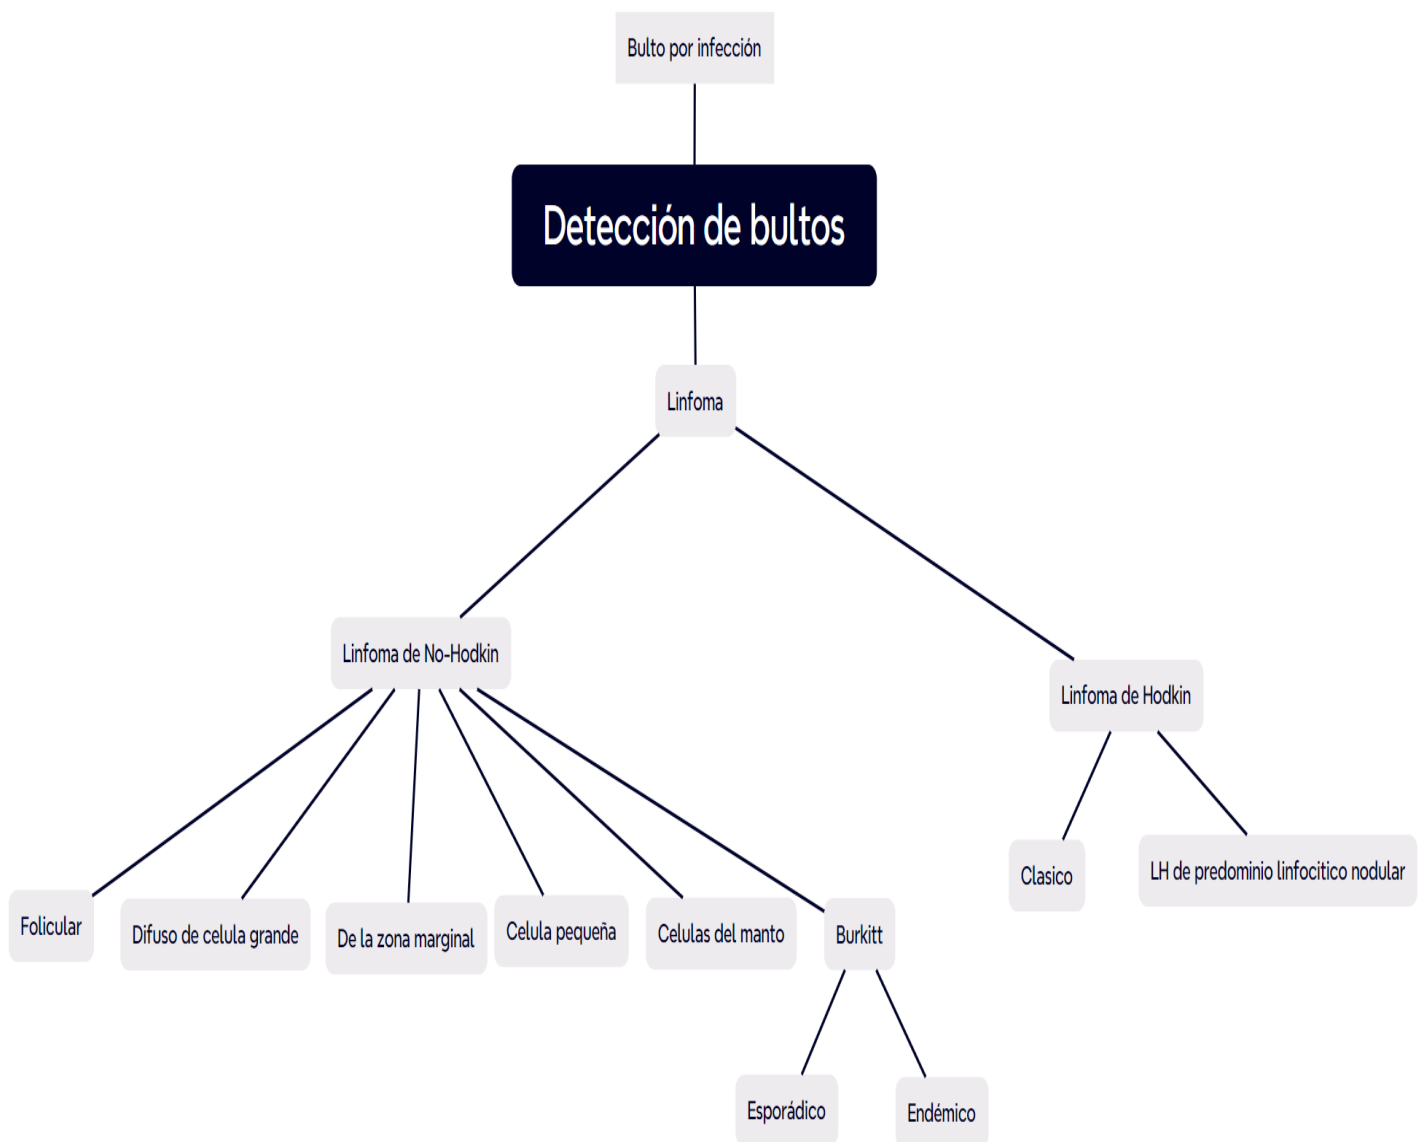 Bulto por infección
Detección de bultos
Linfoma
Linfoma de No-Hodkin
Linfoma de Hodkin
Clasico
LH de predominio linfocitico nodular
Folicular
Difuso de celula grande
De la zona marginal
Celula pequeña
Celulas del manto
Burkitt
Esporádico
Endémico